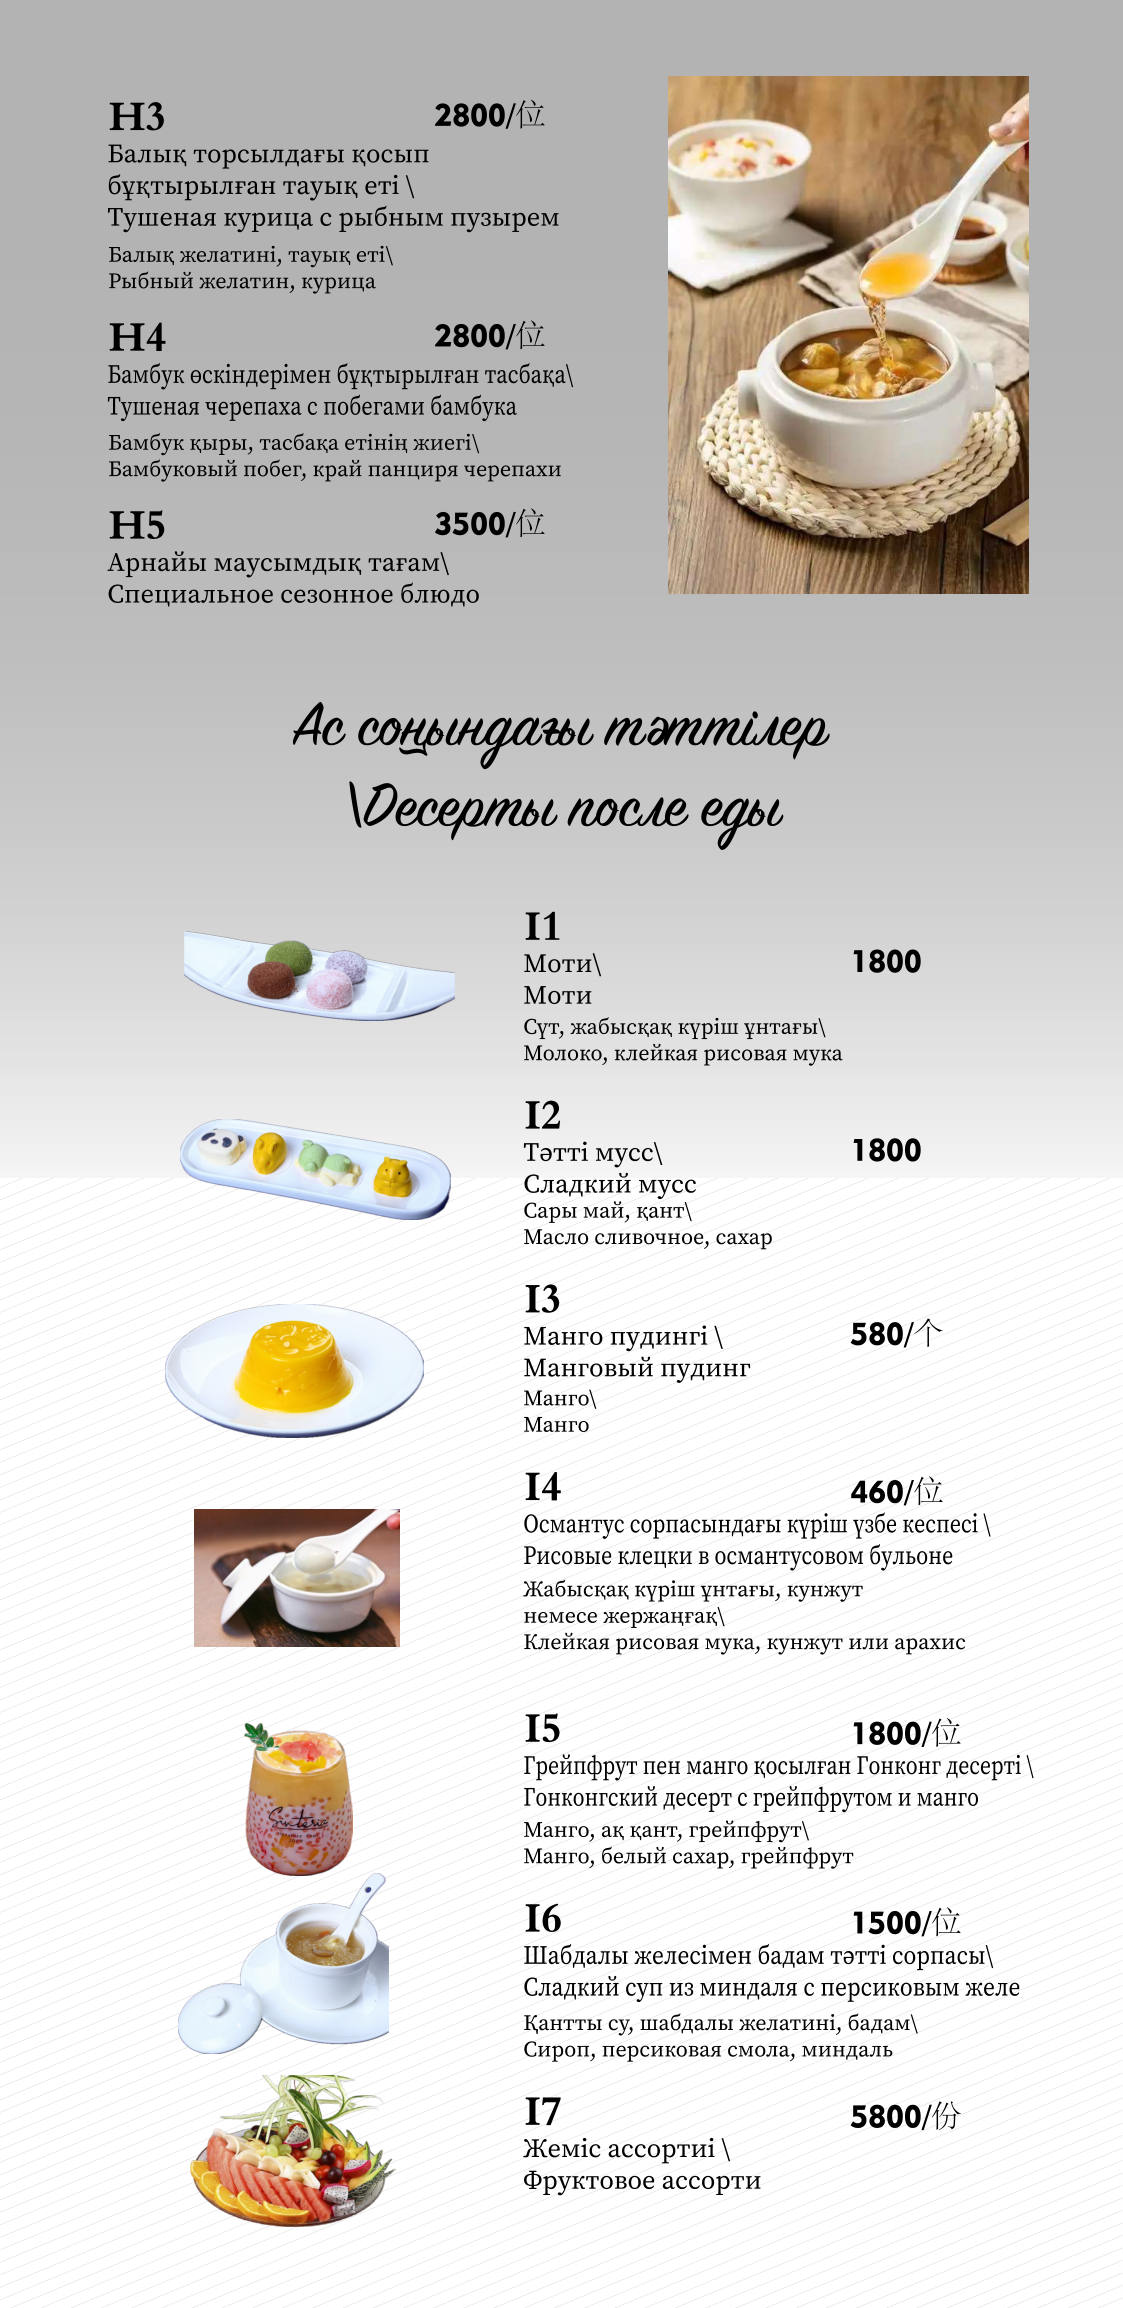 H3
2800/位
Балық торсылдағы қосып
бұқтырылған тауық еті \
Тушеная курица с рыбным пузырем
Балық желатині, тауық еті\
Рыбный желатин, курица
H4
2800/位
Бамбук өскіндерімен бұқтырылған тасбақа\
Тушеная черепаха с побегами бамбука
Бамбук қыры, тасбақа етінің жиегі\
Бамбуковый побег, край панциря черепахи
H5
3500/位
Арнайы маусымдық тағам\
Специальное сезонное блюдо
Ас соңындағы тәттілер
\Десерты после еды
I1
Моти\
1800
Моти
Сүт, жабысқақ күріш ұнтағы\
Молоко, клейкая рисовая мука
I2
Тәтті мусс\
1800
Сладкий мусс
Сары май, қант\
Масло сливочное, сахар
I3
Манго пудингі \
580/个
Манговый пудинг
Манго\
Манго
I4
460/位
Османтус сорпасындағы күріш үзбе кеспесі \
Рисовые клецки в османтусовом бульоне
Жабысқақ күріш ұнтағы, кунжут
немесе жержаңғақ\
Клейкая рисовая мука, кунжут или арахис
I5
1800/位
Грейпфрут пен манго қосылған Гонконг десерті \
Гонконгский десерт с грейпфрутом и манго
Манго, ақ қант, грейпфрут\
Манго, белый сахар, грейпфрут
I6
1500/位
Шабдалы желесімен бадам тәтті сорпасы\
Сладкий суп из миндаля с персиковым желе
Қантты су, шабдалы желатині, бадам\
Сироп, персиковая смола, миндаль
I7
5800/份
Жеміс ассортиі \
Фруктовое ассорти